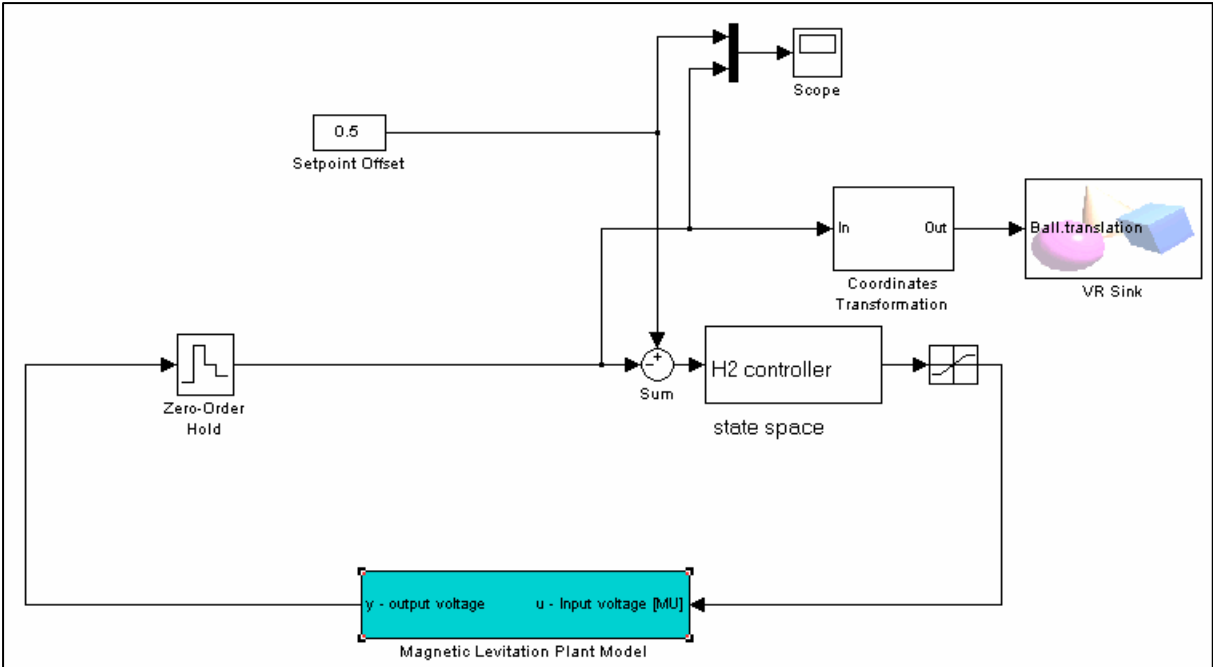 Scope
0.5
Setpoint Offset
In
Out
Coordinates
Transformation
Ball.translation
VR Sink
Zero-Order
Hold
+
−
Sum
H2 controller
state space
y - output voltage
u - Input voltage [MU]
Magnetic Levitation Plant Model